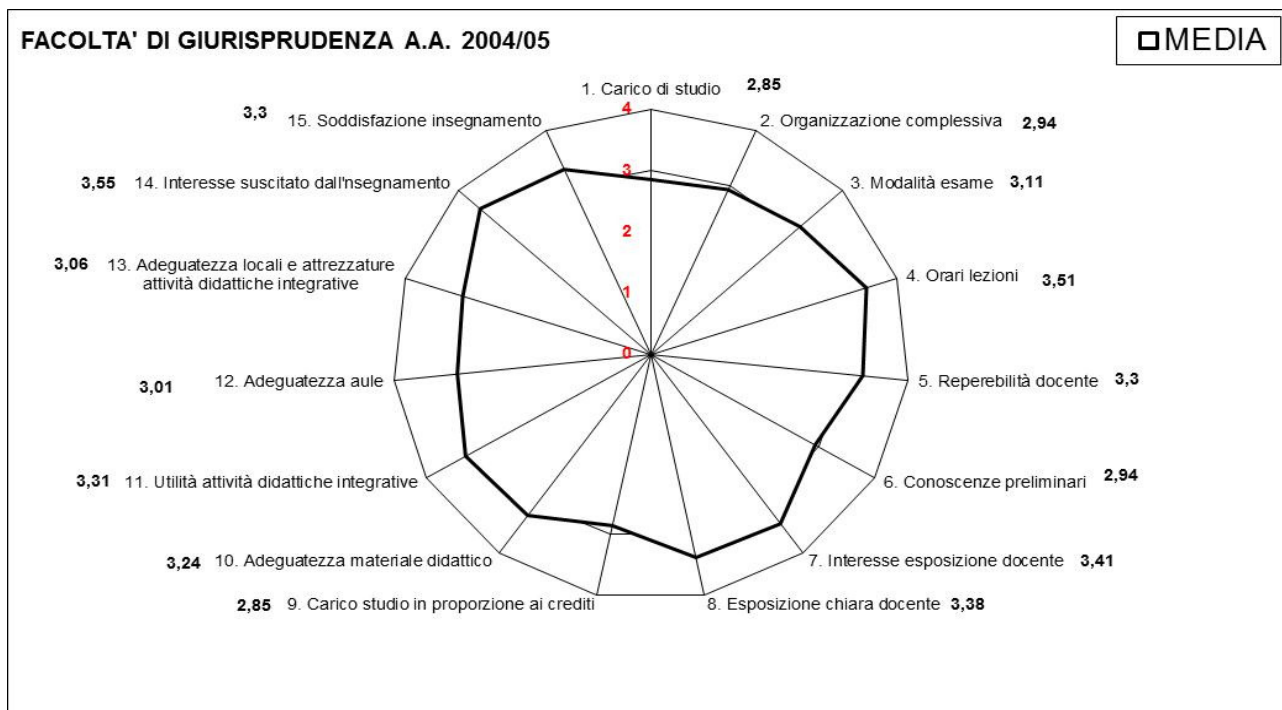 FACOLTA' DI GIURISPRUDENZA A.A. 2004/05
MEDIA
1. Carico di studio 2,85
2. Organizzazione complessiva 2,94
3. Modalità esame 3,11
4. Orari lezioni 3,51
5. Reperebilità docente 3,3
6. Conoscenze preliminari 2,94
7. Interesse esposizione docente 3,41
8. Esposizione chiara docente 3,38
2,85 9. Carico studio in proporzione ai crediti
3,24 10. Adeguatezza materiale didattico
3,31 11. Utilità attività didattiche integrative
3,01 12. Adeguatezza aule
3,06 13. Adeguatezza locali e attrezzature
attività didattiche integrative
3,55 14. Interesse suscitato dall'nsegnamento
3,3 15. Soddisfazione insegnamento
4
3
2
1
0